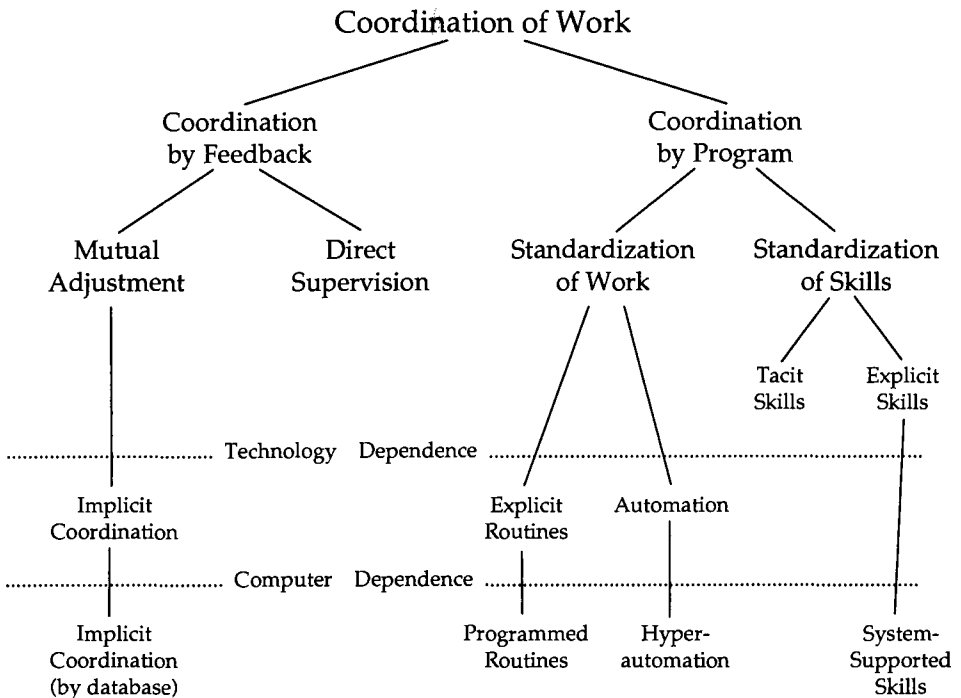 Coordination of Work
Coordination
by Feedback
Coordination
by Program
Mutual
Adjustment
Direct
Supervision
Standardization
of Work
Standardization
of Skills
Tacit
Skills
Explicit
Skills
Technology Dependence
Implicit
Coordination
Explicit
Routines
Automation
Computer Dependence
Implicit
Coordination
(by database)
Programmed
Routines
Hyper-
automation
System-
Supported
Skills